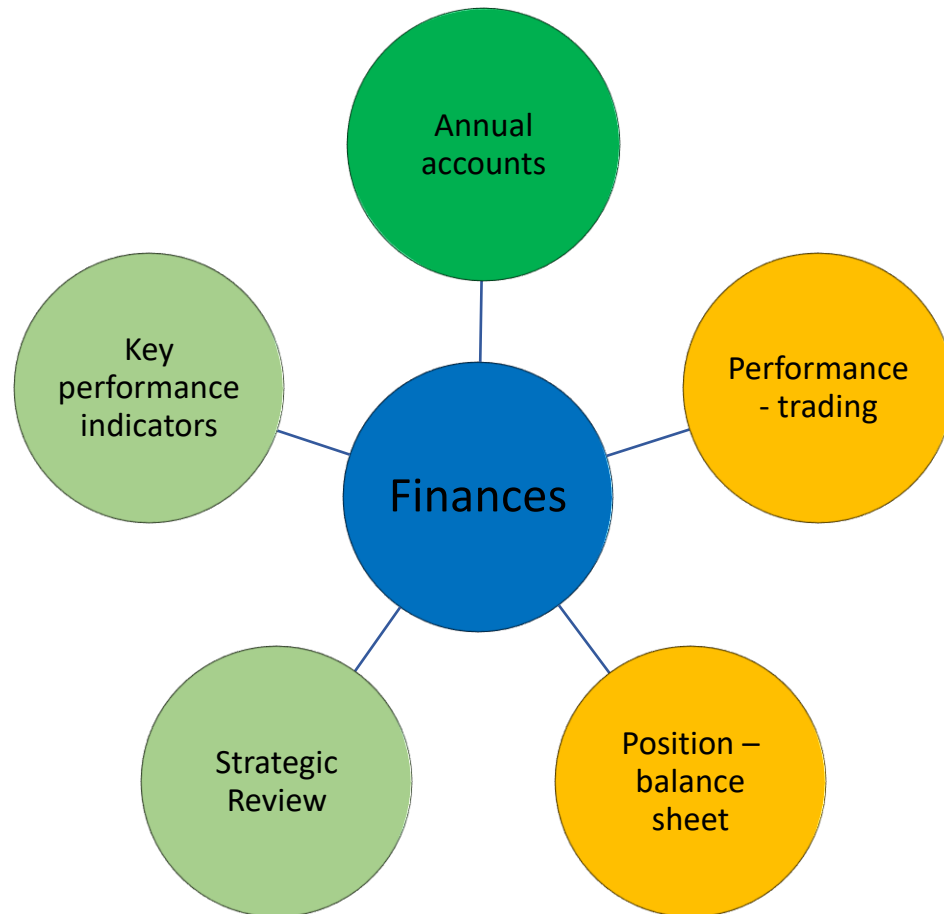 Annual
accounts
Key
performance
indicators
Performance
- trading
Finances
Strategic
Review
Position –
balance
sheet